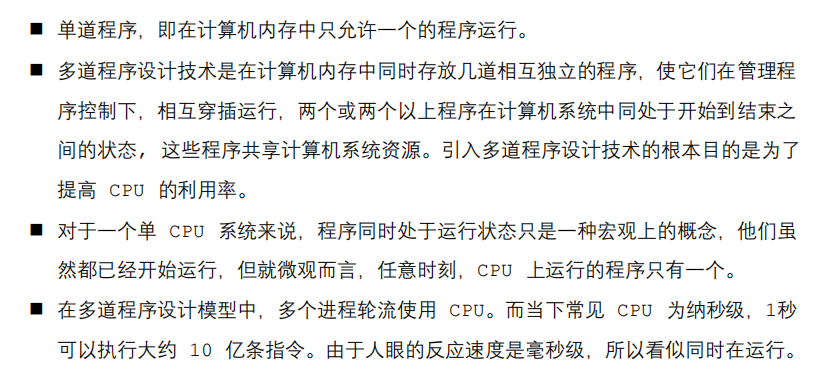 ■ 单道程序，即在计算机内存中只允许一个的程序运行。
■ 多道程序设计技术是在计算机内存中同时存放几道相互独立的程序，使它们在管理程
序控制下，相互穿插运行，两个或两个以上程序在计算机系统中同处于开始到结束之
间的状态, 这些程序共享计算机系统资源。引入多道程序设计技术的根本目的是为了
提高 CPU 的利用率。
■ 对于一个单 CPU 系统来说，程序同时处于运行状态只是一种宏观上的概念，他们虽
然都已经开始运行，但就微观而言，任意时刻，CPU 上运行的程序只有一个。
■ 在多道程序设计模型中，多个进程轮流使用 CPU。而当下常见 CPU 为纳秒级，1秒
可以执行大约 10 亿条指令。由于人眼的反应速度是毫秒级，所以看似同时在运行。